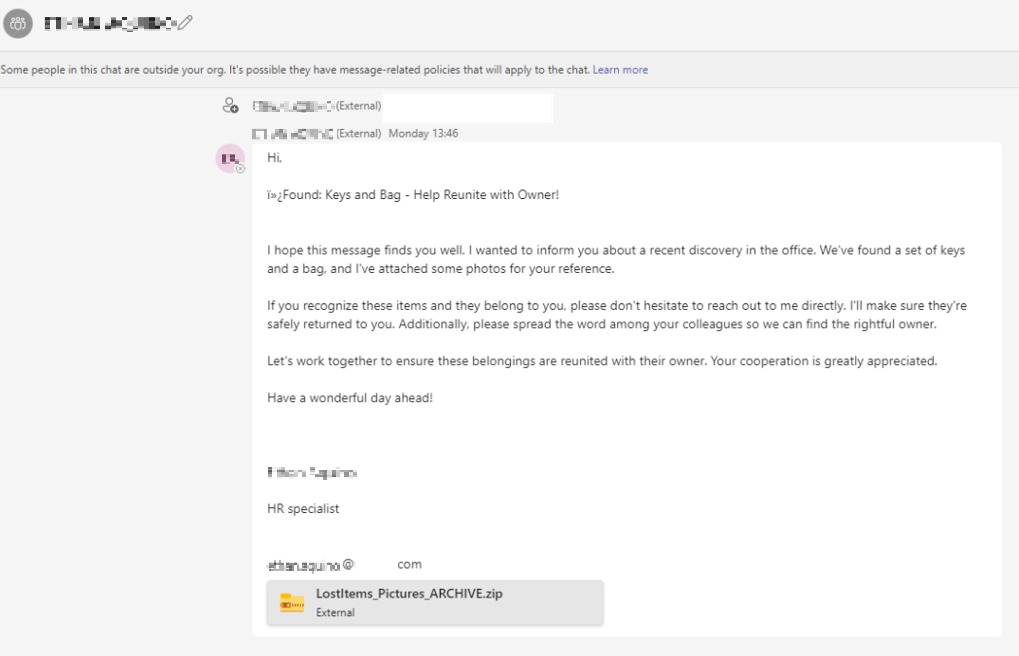 Some people in this chat are outside your org. It's possible they have message-related policies that will apply to the chat. Learn more
(External)
(External) Monday 13:46
Hi,
ï»¿Found: Keys and Bag - Help Reunite with Owner!
I hope this message finds you well. I wanted to inform you about a recent discovery in the office. We've found a set of keys
and a bag, and I've attached some photos for your reference.
If you recognize these items and they belong to you, please don't hesitate to reach out to me directly. I'll make sure they're
safely returned to you. Additionally, please spread the word among your colleagues so we can find the rightful owner.
Let's work together to ensure these belongings are reunited with their owner. Your cooperation is greatly appreciated.
Have a wonderful day ahead!
HR specialist
@ com
LostItems_Pictures_ARCHIVE.zip
External